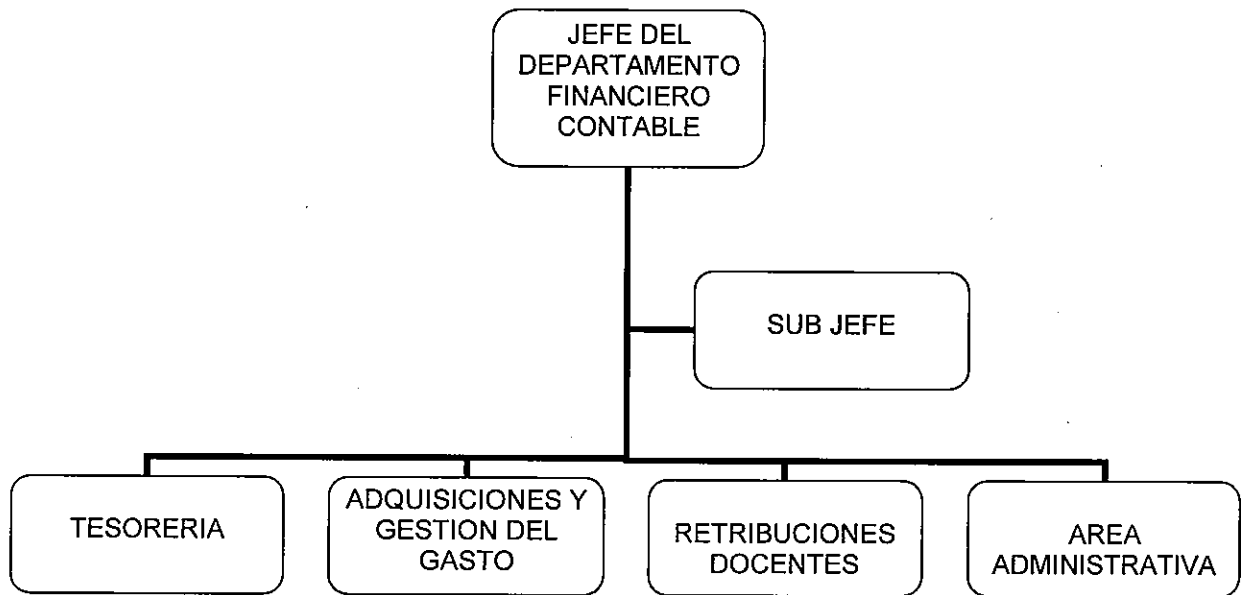 JEFE DEL
DEPARTAMENTO
FINANCIERO
CONTABLE
SUB JEFE
TESORERIA
ADQUISICIONES Y
GESTION DEL
GASTO
RETRIBUCIONES
DOCENTES
AREA
ADMINISTRATIVA